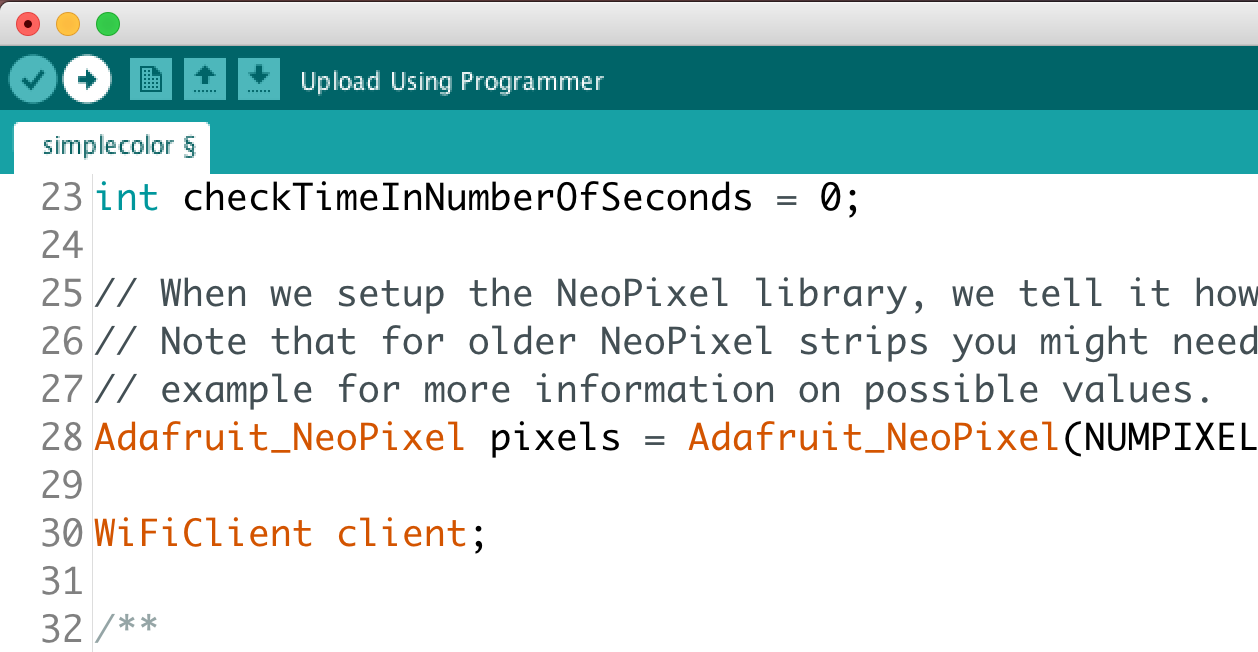 Upload Using Programmer
simplecolor §
23 int checkTimeInNumberOfSeconds = 0;
24
25 // When we setup the NeoPixel library, we tell it how
26 // Note that for older NeoPixel strips you might need
27 // example for more information on possible values.
28 Adafruit_NeoPixel pixels = Adafruit_NeoPixel(NUMPIXEL
29
30 WiFiClient client;
31
32 /**